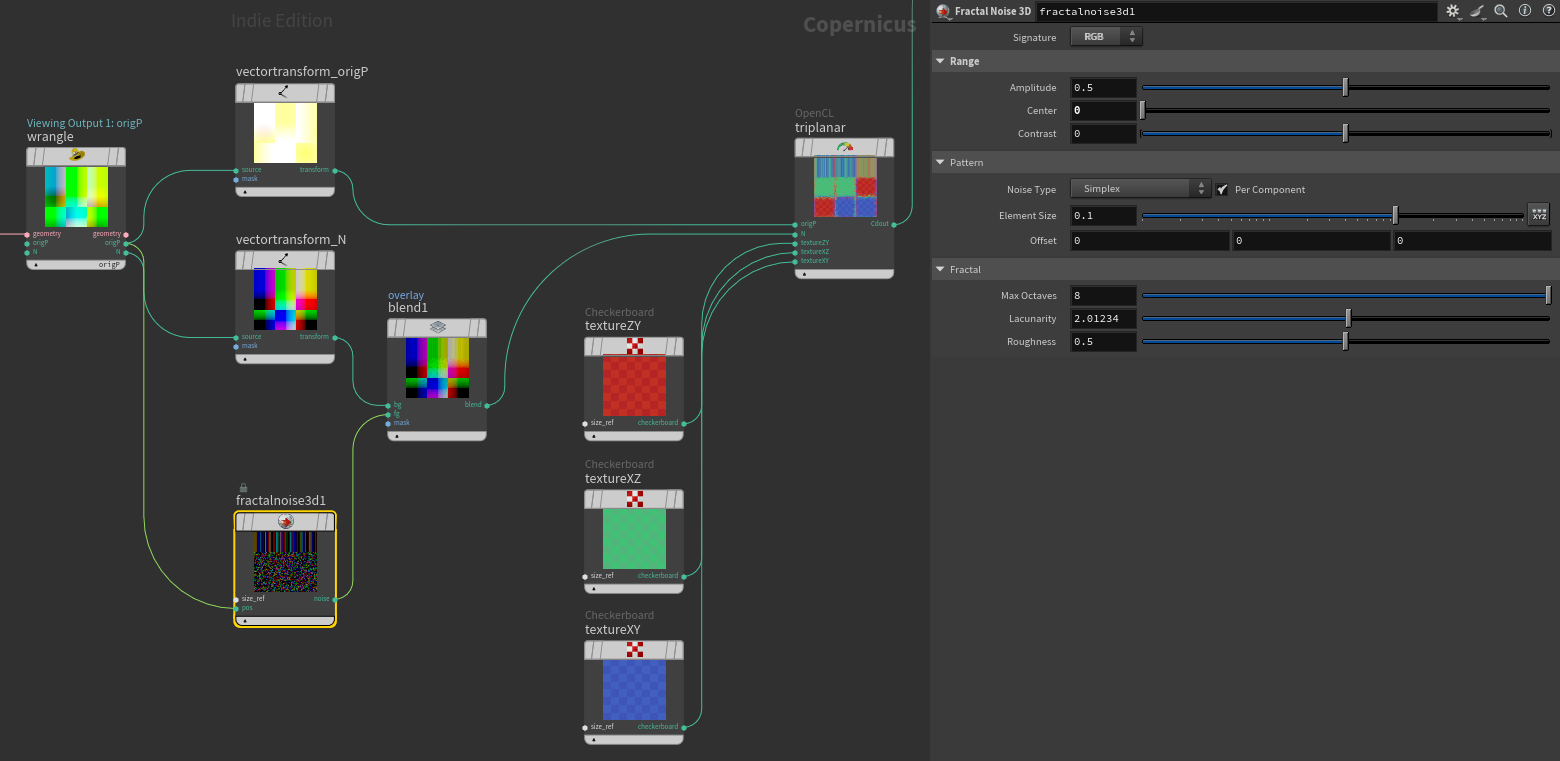 Indie Edition
Copernicus
vectortransform_origP
source transform
mask
Viewing Output 1: origP
wrangle
geometry geometry
origP origP
N N
origP
OpenCL
triplanar
origP Cdout
N
textureZY
textureXZ
textureXY
vectortransform_N
source transform
mask
overlay
blend1
bg blend
fg
mask
Checkerboard
textureZY
size_ref checkerboard
Checkerboard
textureXZ
size_ref checkerboard
fractalnoise3d1
size_ref noise
pos
Checkerboard
textureXY
size_ref checkerboard
Fractal Noise 3D fractalnoise3d1
Signature RGB
Range
Amplitude 0.5
Center 0
Contrast 0
Pattern
Noise Type Simplex Per Component
Element Size 0.1 XYZ
Offset 0 0 0
Fractal
Max Octaves 8
Lacunarity 2.01234
Roughness 0.5